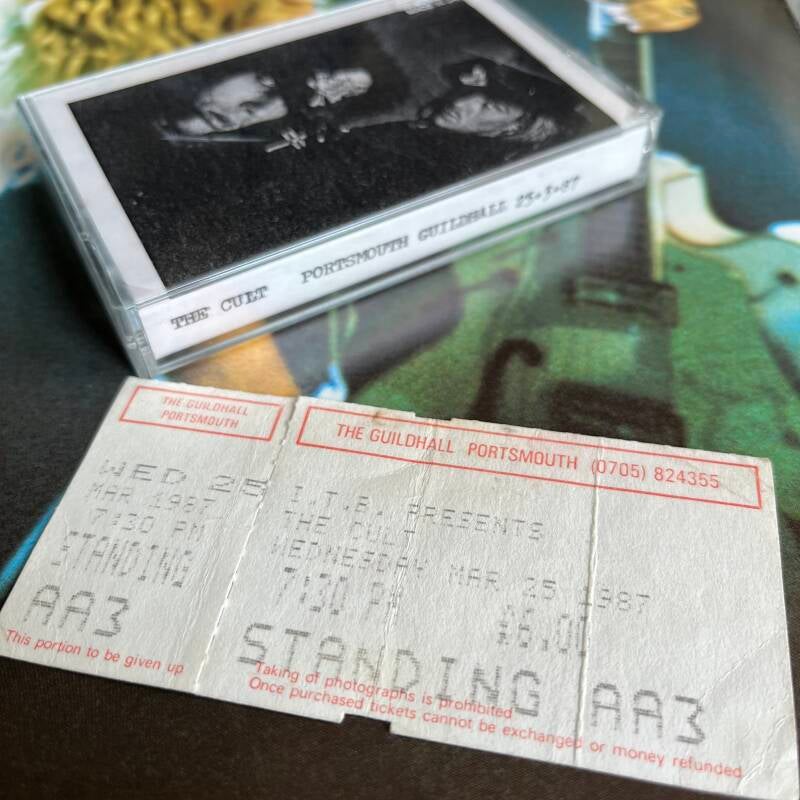 THE CULT PORTSMOUTH GUILDHALL 25•3•87
THE GUILDHALL
PORTSMOUTH
WED 25
MAR 1987
7:30 PM
STANDING
AA3
This portion to be given up
THE GUILDHALL PORTSMOUTH (0705) 824355
I.T.B. PRESENTS
THE CULT
WEDNESDAY MAR 25 1987
7:30 PM £6.00
STANDING AA3
Taking of photographs is prohibited
Once purchased tickets cannot be exchanged or money refunded